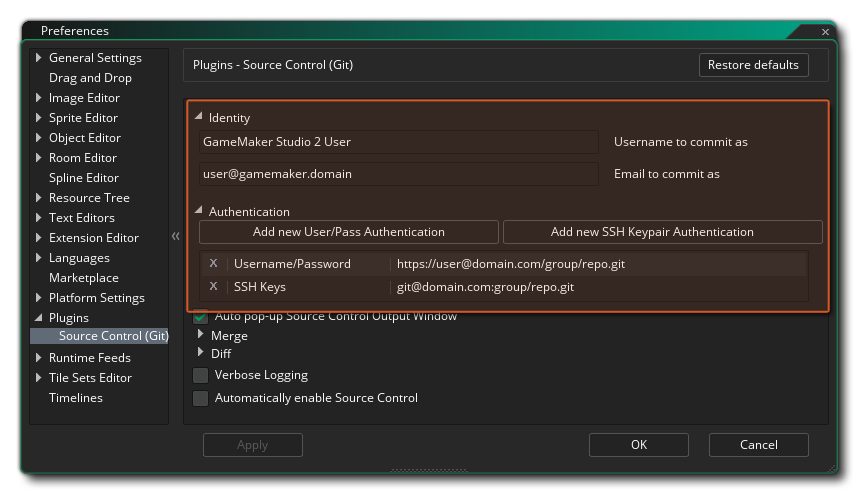 Preferences
General Settings
Drag and Drop
Image Editor
Sprite Editor
Object Editor
Room Editor
Spline Editor
Resource Tree
Text Editors
Extension Editor
Languages
Marketplace
Platform Settings
Plugins
Source Control (Git)
Runtime Feeds
Tile Sets Editor
Timelines
Plugins - Source Control (Git)
Restore defaults
Identity
GameMaker Studio 2 User Username to commit as
user@gamemaker.domain Email to commit as
Authentication
Add new User/Pass Authentication Add new SSH Keypair Authentication
X Username/Password https://user@domain.com/group/repo.git
X SSH Keys git@domain.com:group/repo.git
Auto pop-up Source Control Output Window
Merge
Diff
Verbose Logging
Automatically enable Source Control
Apply OK Cancel